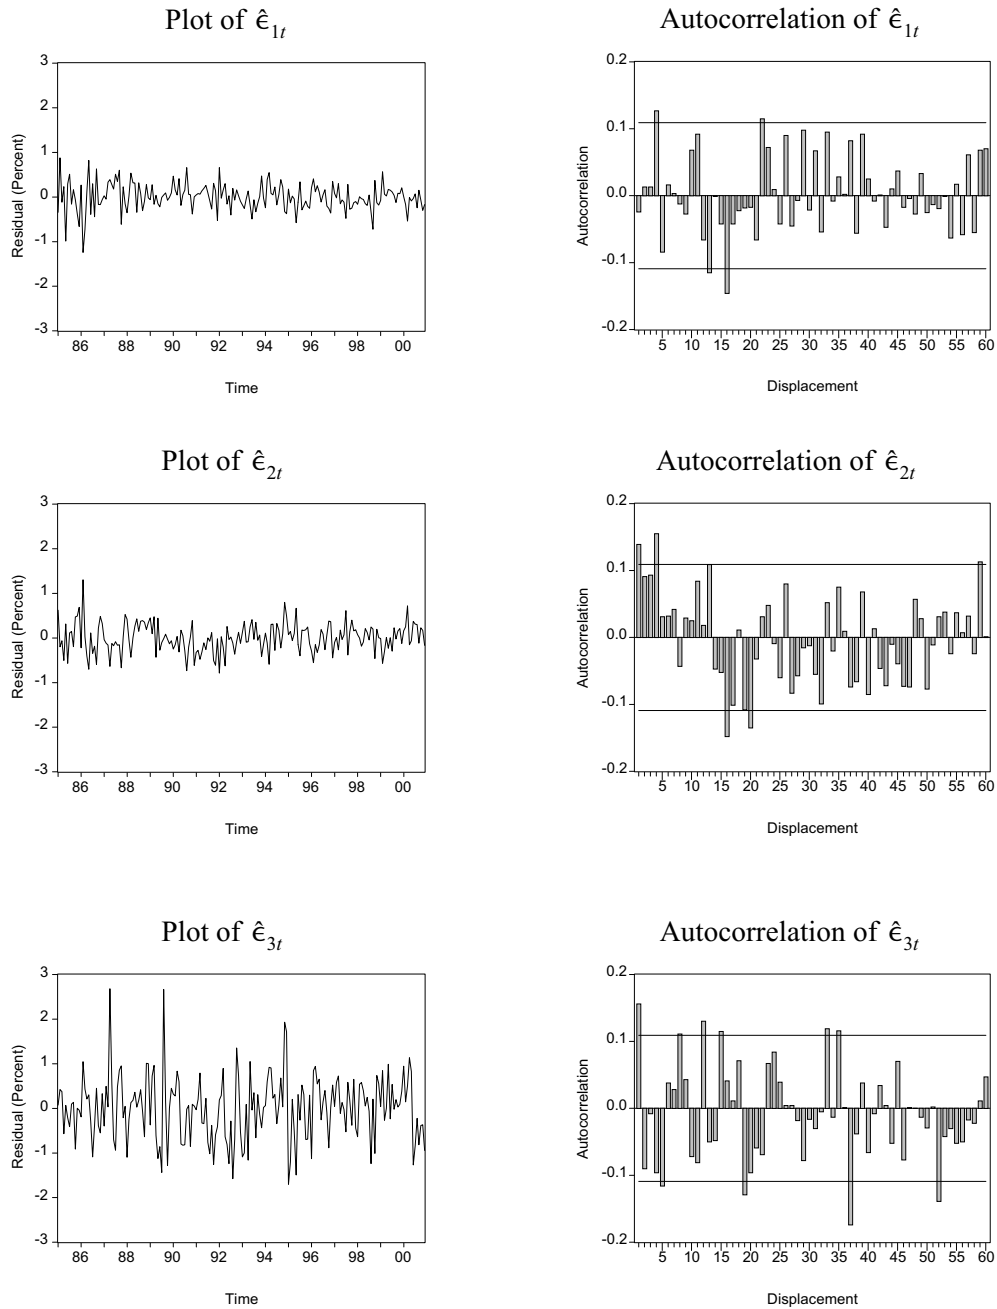 Plot of ε̂1t
Autocorrelation of ε̂1t
3
2
1
0
-1
-2
-3
Residual (Percent)
86 88 90 92 94 96 98 00
Time
0.2
0.1
0.0
-0.1
-0.2
Autocorrelation
5 10 15 20 25 30 35 40 45 50 55 60
Displacement
Plot of ε̂2t
Autocorrelation of ε̂2t
3
2
1
0
-1
-2
-3
Residual (Percent)
86 88 90 92 94 96 98 00
Time
0.2
0.1
0.0
-0.1
-0.2
Autocorrelation
5 10 15 20 25 30 35 40 45 50 55 60
Displacement
Plot of ε̂3t
Autocorrelation of ε̂3t
3
2
1
0
-1
-2
-3
Residual (Percent)
86 88 90 92 94 96 98 00
Time
0.2
0.1
0.0
-0.1
-0.2
Autocorrelation
5 10 15 20 25 30 35 40 45 50 55 60
Displacement